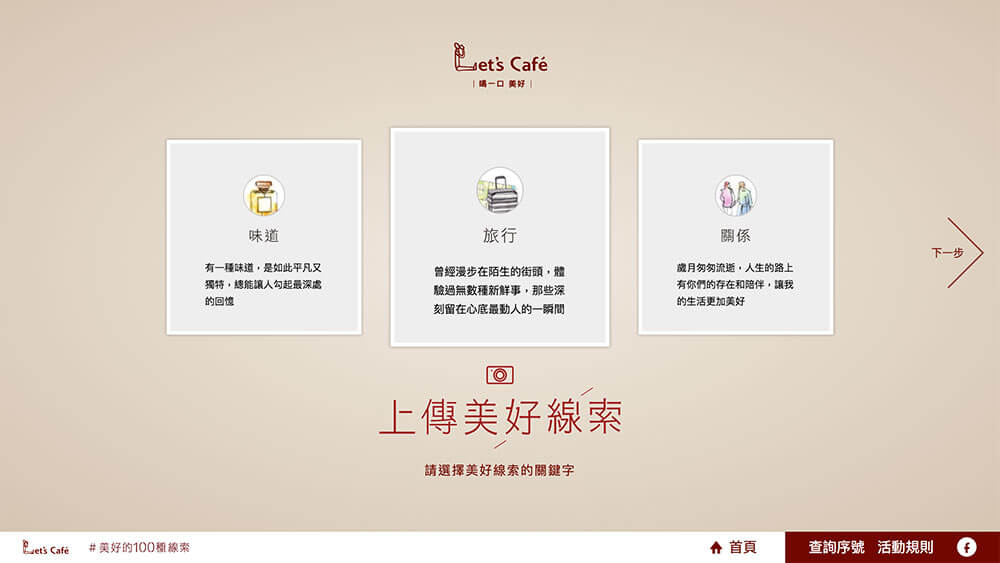 Let's Café
| 喝一口 美好 |
味道
有一種味道，是如此平凡又
獨特，總能讓人勾起最深處
的回憶
旅行
曾經漫步在陌生的街頭，體
驗過無數種新鮮事，那些深
刻留在心底最動人的一瞬間
關係
歲月匆匆流逝，人生的路上
有你們的存在和陪伴，讓我
的生活更加美好
下一步
上傳美好線索
請選擇美好線索的關鍵字
Let's Café
#美好的100種線索
首頁
查詢序號
活動規則